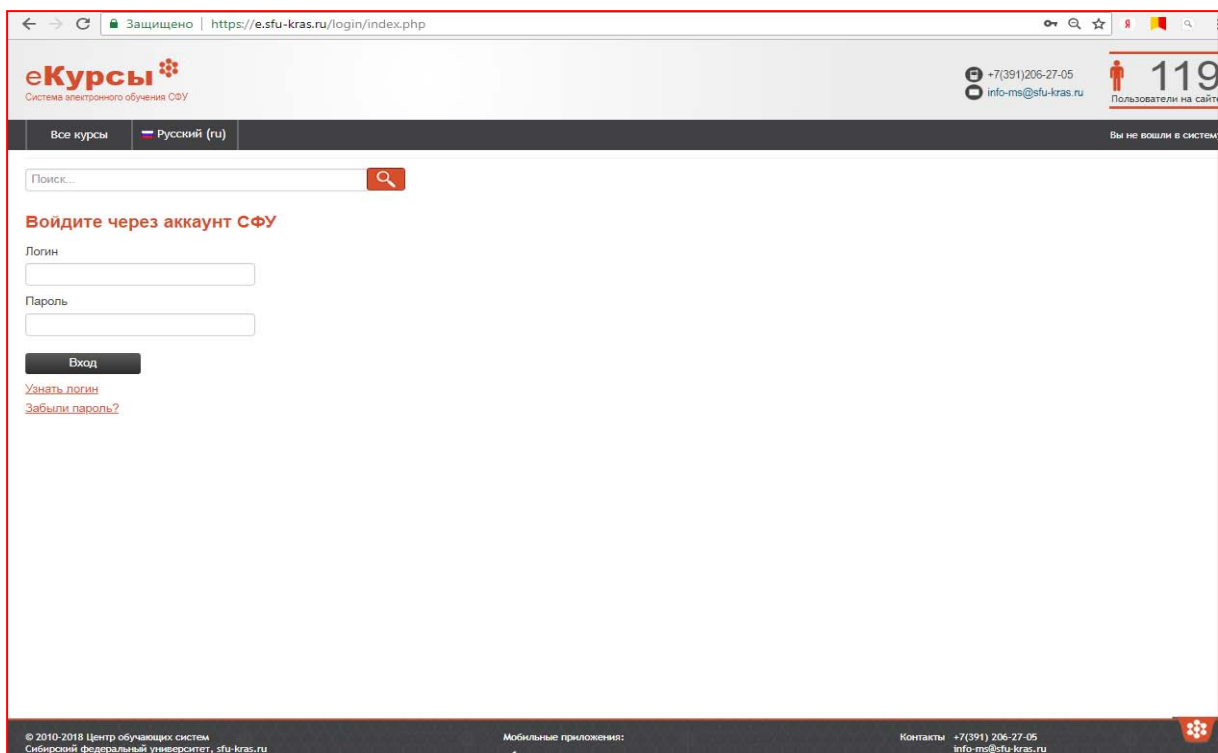 Защищено | https://e.sfu-kras.ru/login/index.php
еКурсы
Система электронного обучения СФУ
+7(391)206-27-05
info-ms@sfu-kras.ru
119
Пользователи на сайте
Все курсы
Русский (ru)
Вы не вошли в систем
Поиск...
Войдите через аккаунт СФУ
Логин
Пароль
Вход
Узнать логин
Забыли пароль?
© 2010-2018 Центр обучающих систем
Сибирский федеральный университет, sfu-kras.ru
Мобильные приложения:
Контакты +7(391) 206-27-05
info-ms@sfu-kras.ru